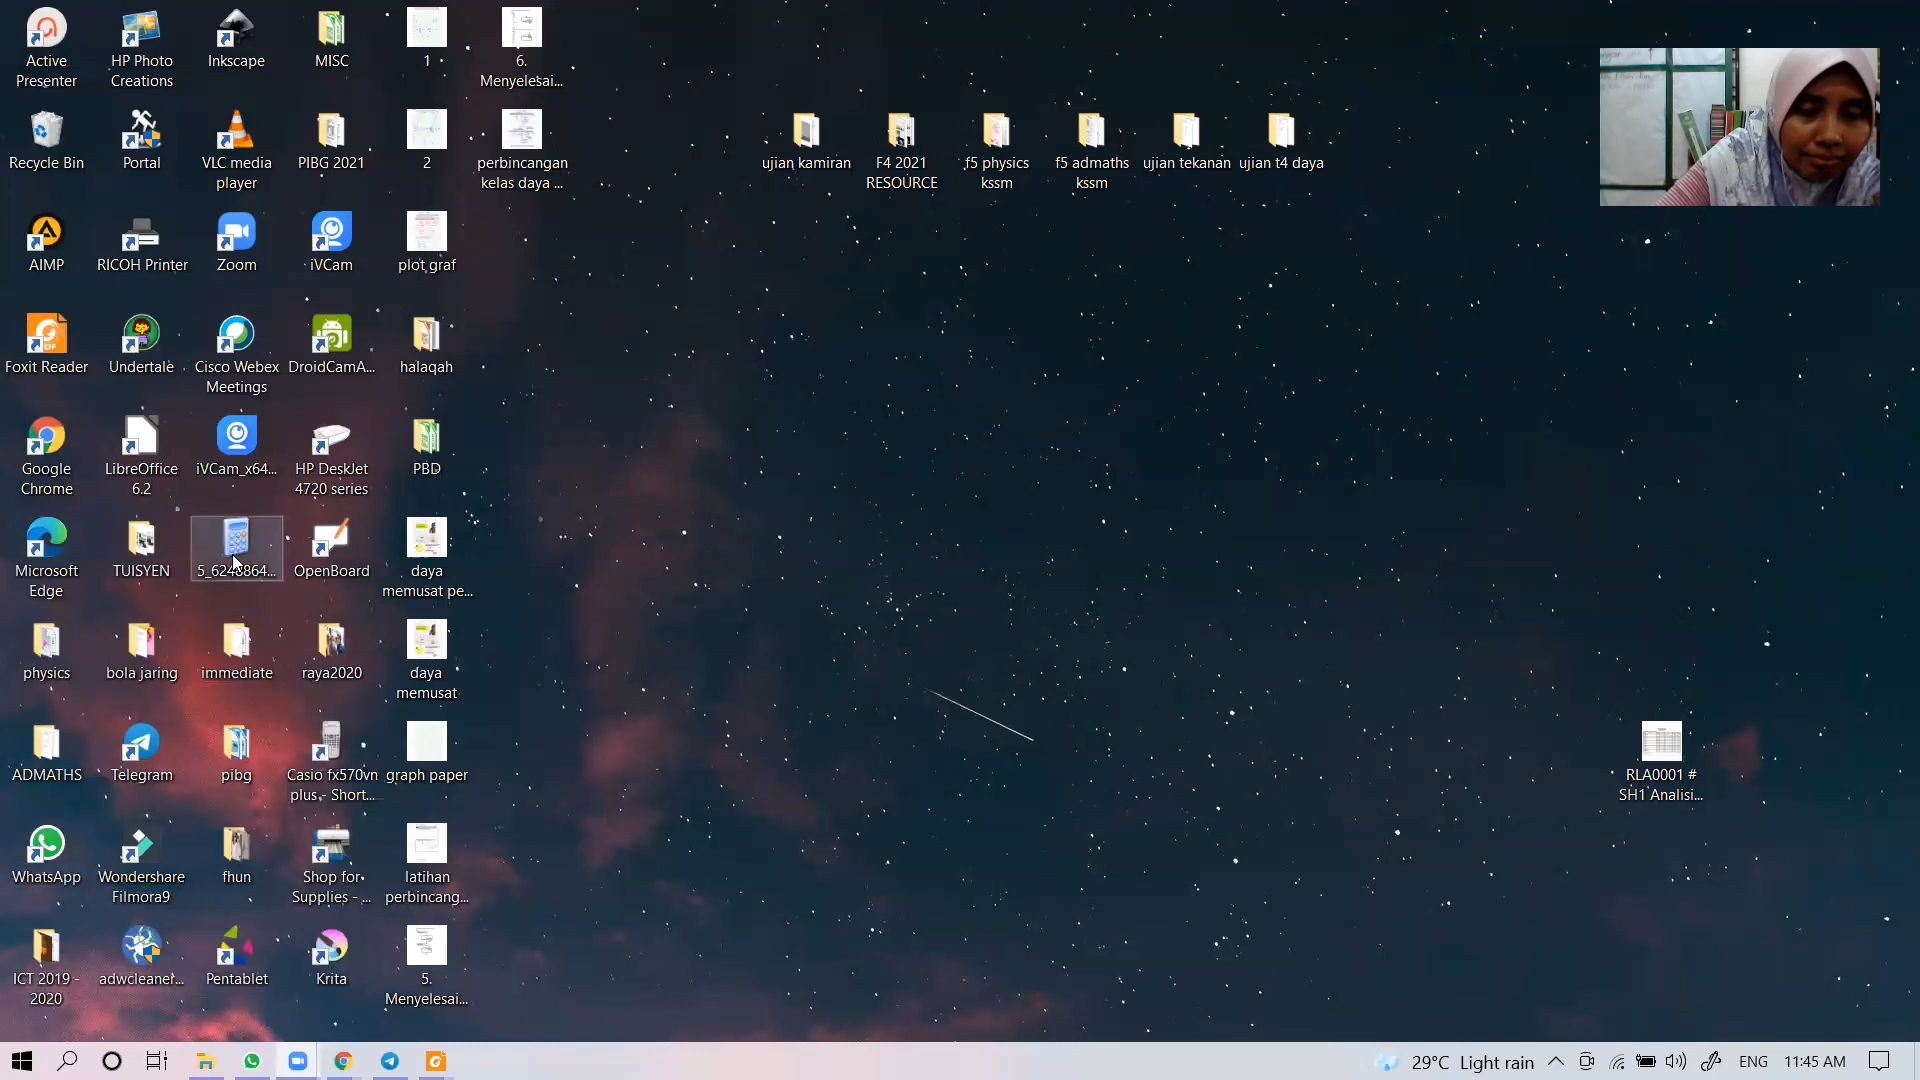 Active
Presenter
HP Photo
Creations
Inkscape
MISC
1
6.
Menyelesai...
Recycle Bin
Portal
VLC media
player
PIBG 2021
2
perbincangan
kelas daya ...
ujian kamiran
F4 2021
RESOURCE
f5 physics
kssm
f5 admaths
kssm
ujian tekanan
ujian t4 daya
AIMP
RICOH Printer
Zoom
iVCam
plot graf
Foxit Reader
Undertale
Cisco Webex
Meetings
DroidCamA...
halaqah
Google
Chrome
LibreOffice
6.2
iVCam_x64...
HP DeskJet
4720 series
PBD
Microsoft
Edge
TUISYEN
OpenBoard
daya
memusat pe...
physics
bola jaring
immediate
raya2020
daya
memusat
ADMATHS
Telegram
pibg
Casio fx570vn
plus - Short...
graph paper
RLA0001 #
SH1 Analisi...
WhatsApp
Wondershare
Filmora9
fhun
Shop for
Supplies - ...
latihan
perbincang...
ICT 2019 -
2020
adwcleaner...
Pentablet
Krita
5.
Menyelesai...
29°C Light rain
ENG
11:45 AM